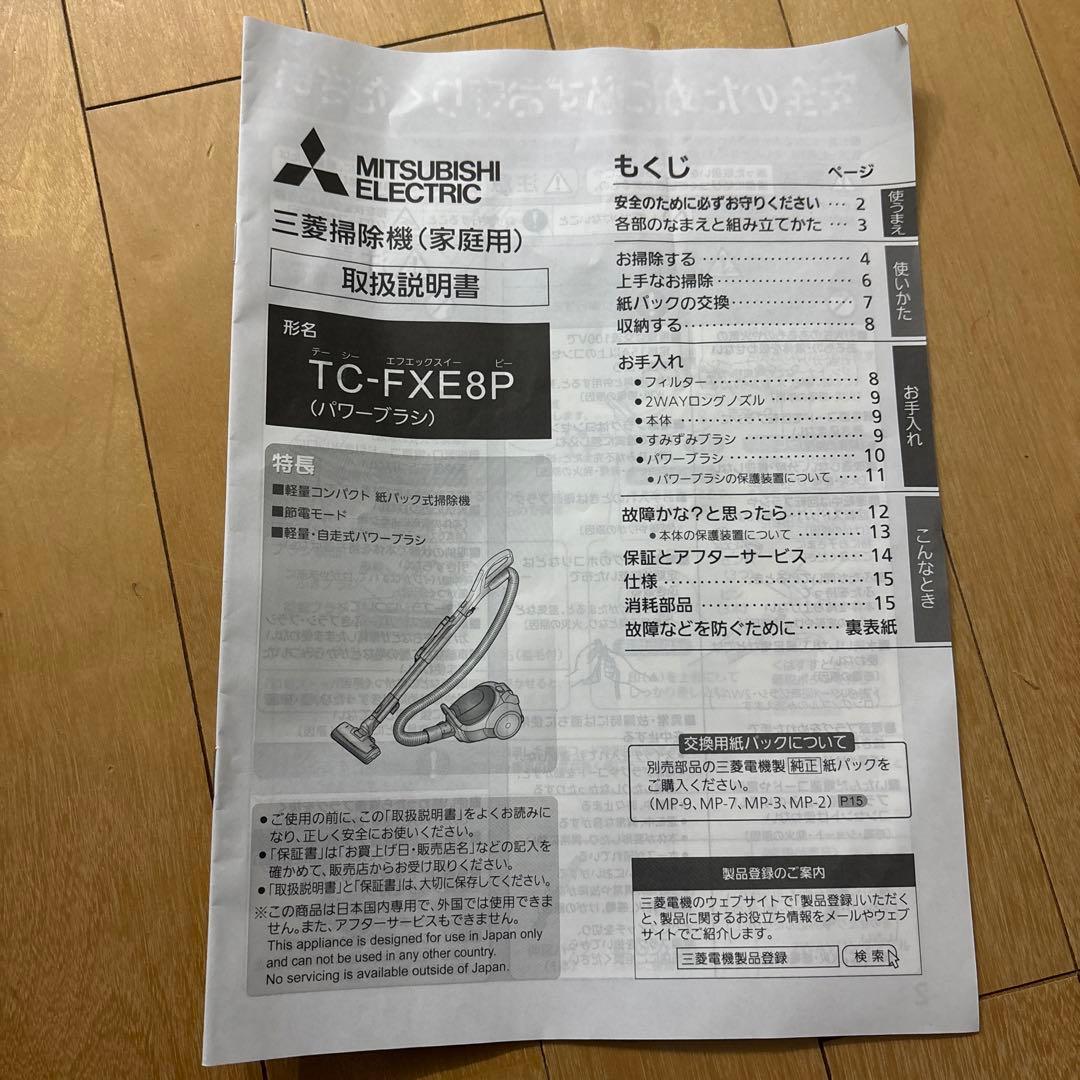 MITSUBISHI
ELECTRIC
三菱掃除機(家庭用)
取扱説明書
形名
テー シー エフエックスイー ピー
TC-FXE8P
(パワーブラシ)
特長
■軽量コンパクト 紙パック式掃除機
■節電モード
■軽量・自走式パワーブラシ
●ご使用の前に、この「取扱説明書」をよくお読みに
なり、正しく安全にお使いください。
●「保証書」は「お買上げ日・販売店名」などの記入を
確かめて、販売店からお受け取りください。
●「取扱説明書」と「保証書」は、大切に保存してください。
※この商品は日本国内専用で、外国では使用できま
せん。また、アフターサービスもできません。
This appliance is designed for use in Japan only
and can not be used in any other country.
No servicing is available outside of Japan.
もくじ ページ
安全のために必ずお守りください … 2
各部のなまえと組み立てかた … 3
使うまえ
お掃除する …………………… 4
上手なお掃除 ………………… 6
紙パックの交換……………… 7
収納する……………………… 8
使いかた
お手入れ
●フィルター ………………… 8
●2WAYロングノズル ………… 9
●本体 ………………………… 9
●すみずみブラシ …………… 9
●パワーブラシ ……………… 10
●パワーブラシの保護装置について … 11
お手入れ
故障かな?と思ったら………… 12
●本体の保護装置について ……… 13
保証とアフターサービス ……… 14
仕様 …………………………… 15
消耗部品 ……………………… 15
故障などを防ぐために…… 裏表紙
こんなとき
交換用紙パックについて
別売部品の三菱電機製 純正 紙パックを
ご購入ください。
(MP-9、MP-7、MP-3、MP-2) P15
製品登録のご案内
三菱電機のウェブサイトで「製品登録」いただく
と、製品に関するお役立ち情報をメールやウェブ
サイトでご紹介します。
三菱電機製品登録 検索